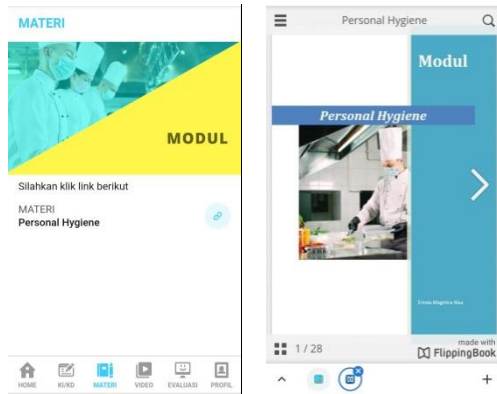 MATERI
MODUL
Silahkan klik link berikut
MATERI
Personal Hygiene
HOME KI/KD MATERI VIDEO EVALUASI PROFIL
Personal Hygiene
Modul
Personal Hygiene
1 / 28
made with
FlippingBook